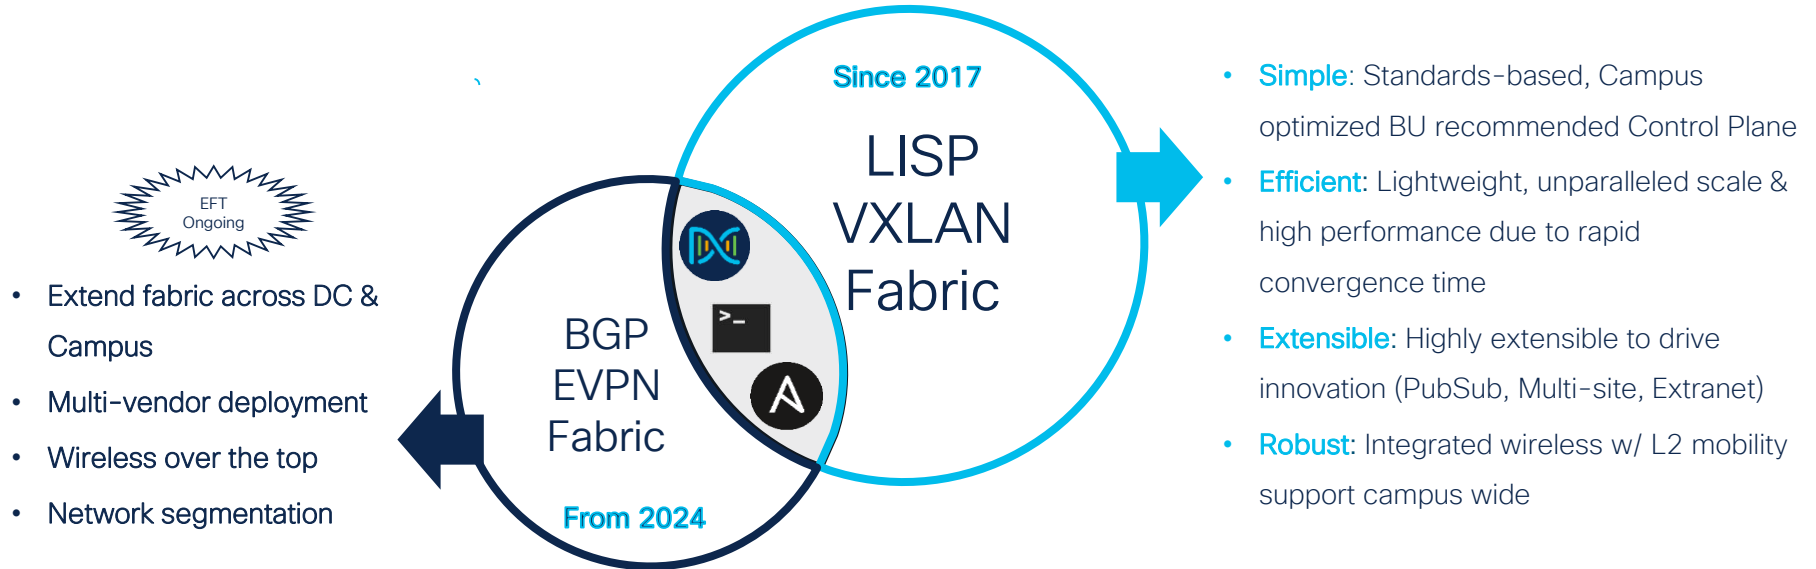 EFT
Ongoing
• Extend fabric across DC &
Campus
• Multi-vendor deployment
• Wireless over the top
• Network segmentation
BGP
EVPN
Fabric
From 2024
>_
Since 2017
LISP
VXLAN
Fabric
• Simple: Standards-based, Campus
optimized BU recommended Control Plane
• Efficient: Lightweight, unparalleled scale &
high performance due to rapid
convergence time
• Extensible: Highly extensible to drive
innovation (PubSub, Multi-site, Extranet)
• Robust: Integrated wireless w/ L2 mobility
support campus wide